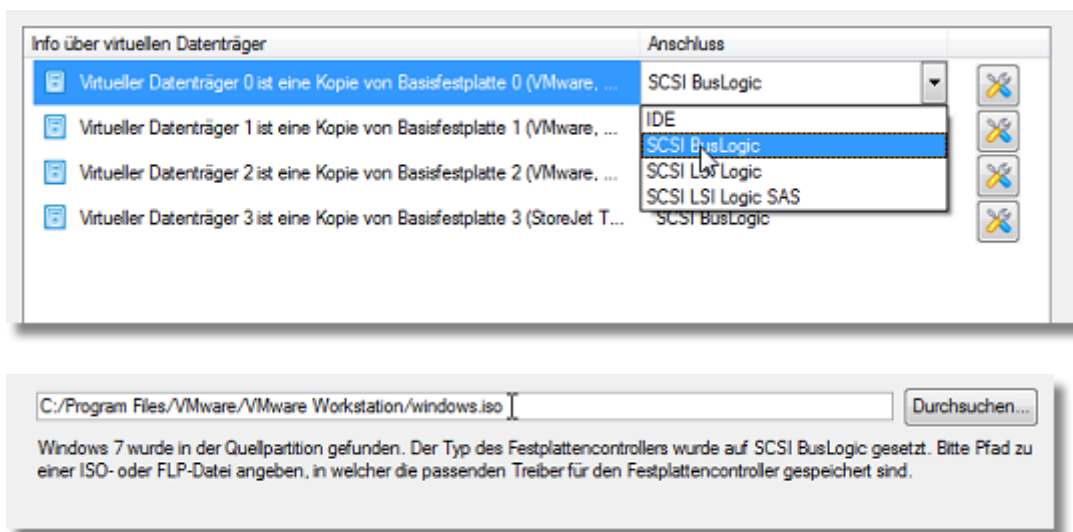 Info über virtuellen Datenträger Anschluss
Virtueller Datenträger 0 ist eine Kopie von Basisfestplatte 0 (VMware, ... SCSI BusLogic
IDE
Virtueller Datenträger 1 ist eine Kopie von Basisfestplatte 1 (VMware, ...
SCSI BusLogic
Virtueller Datenträger 2 ist eine Kopie von Basisfestplatte 2 (VMware, ... SCSI LSI Logic
SCSI LSI Logic SAS
Virtueller Datenträger 3 ist eine Kopie von Basisfestplatte 3 (StoreJet T... SCSI BusLogic
C:/Program Files/VMware/VMware Workstation/windows.iso Durchsuchen...
Windows 7 wurde in der Quellpartition gefunden. Der Typ des Festplattencontrollers wurde auf SCSI BusLogic gesetzt. Bitte Pfad zu
einer ISO- oder FLP-Datei angeben, in welcher die passenden Treiber für den Festplattencontroller gespeichert sind.